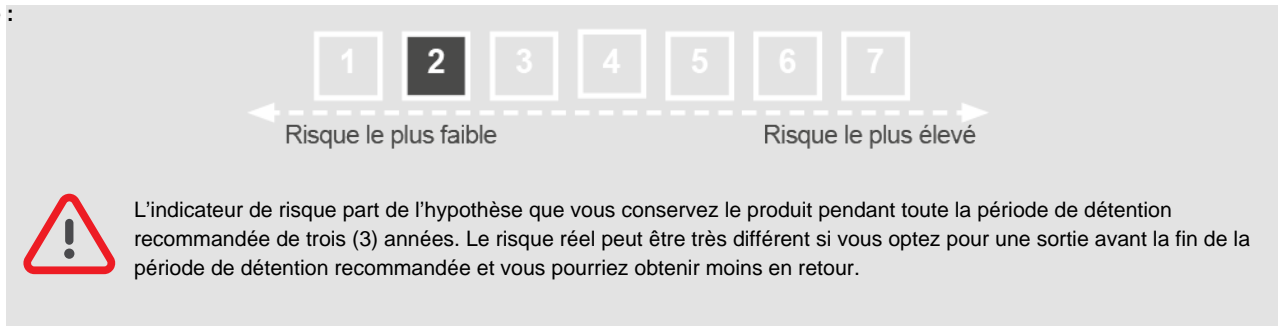 :
1 2 3 4 5 6 7
Risque le plus faible Risque le plus élevé
L'indicateur de risque part de l'hypothèse que vous conservez le produit pendant toute la période de détention
recommandée de trois (3) années. Le risque réel peut être très différent si vous optez pour une sortie avant la fin de la
période de détention recommandée et vous pourriez obtenir moins en retour.